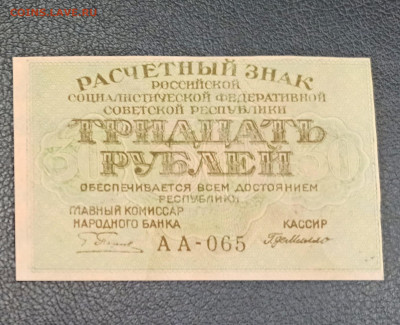 РАСЧЕТНЫЙ ЗНАК
РОССИЙСКОЙ
СОЦИАЛИСТИЧЕСКОЙ ФЕДЕРАТИВНОЙ
СОВЕТСКОЙ РЕСПУБЛИКИ
ТРИДЦАТЬ
РУБЛЕЙ
ОБЕСПЕЧИВАЕТСЯ ВСЕМ ДОСТОЯНИЕМ
РЕСПУБЛИКИ
ГЛАВНЫЙ КОМИССАР
НАРОДНОГО БАНКА
КАССИР
АА-065